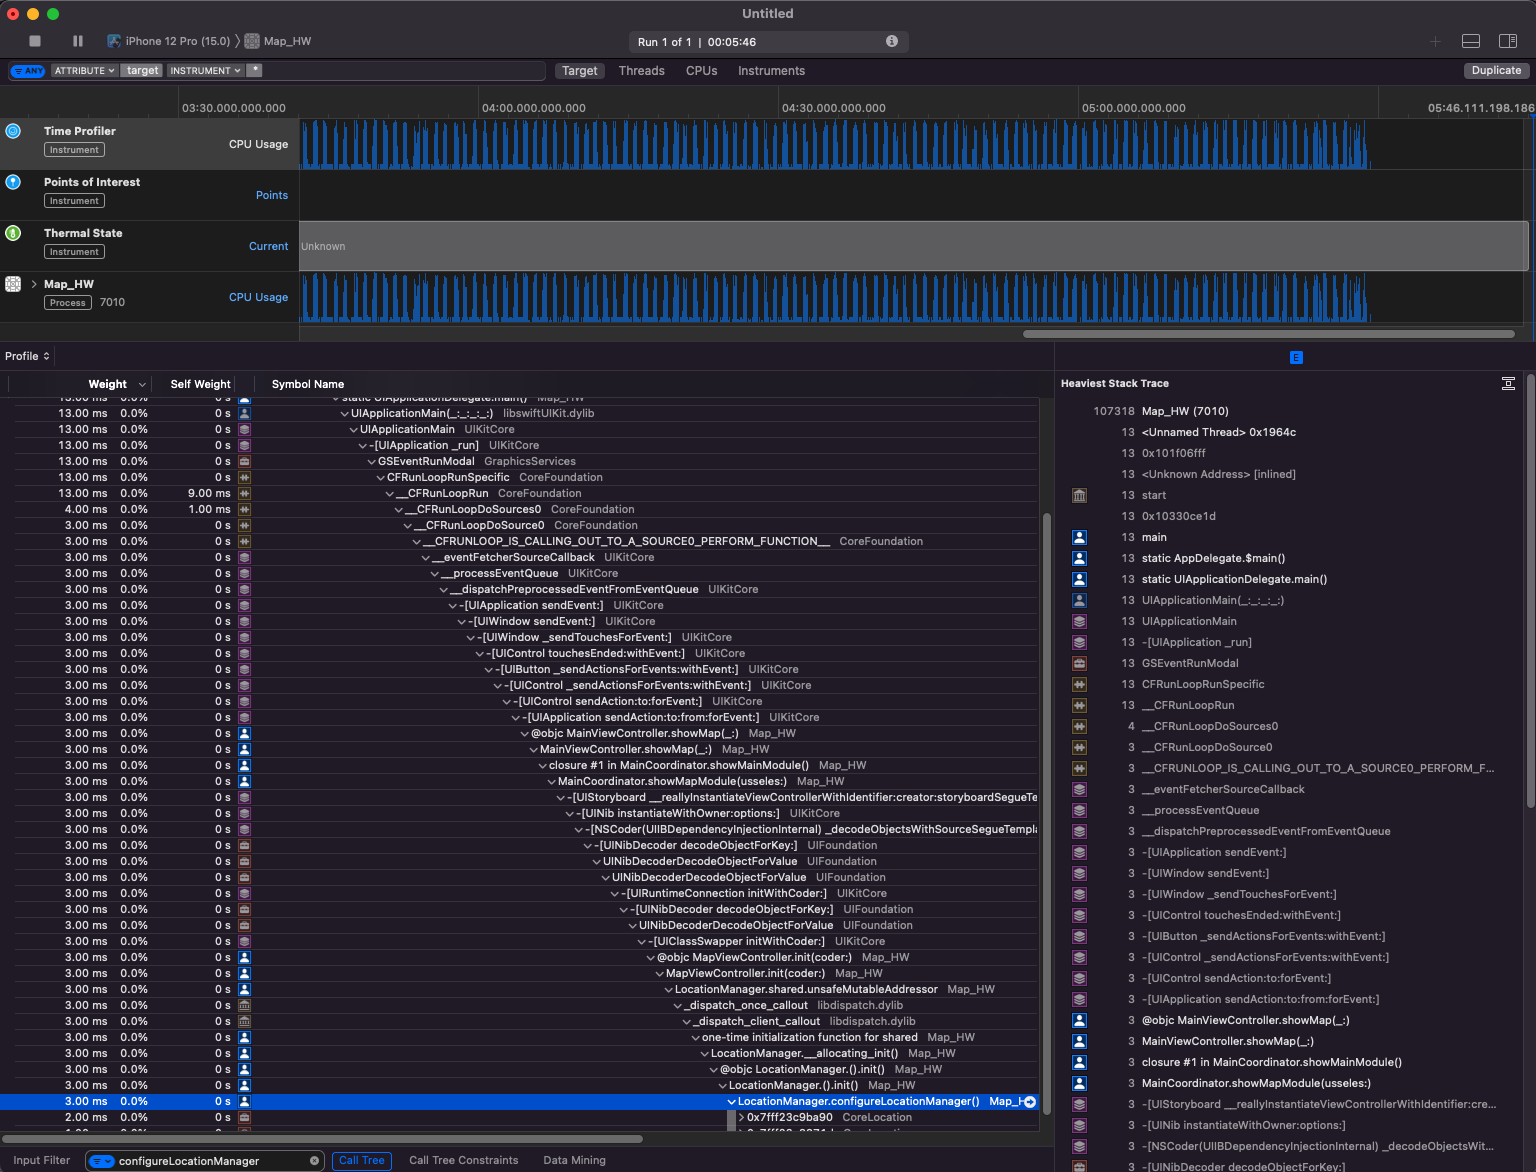 Untitled
iPhone 12 Pro (15.0) Map_HW
Run 1 of 1 | 00:05:46
ANY ATTRIBUTE target INSTRUMENT *
Target Threads CPUs Instruments
Duplicate
03:30.000.000.000 04:00.000.000.000 04:30.000.000.000 05:00.000.000.000 05:46.111.198.186
Time Profiler
Instrument
CPU Usage
Points of Interest
Instrument
Points
Thermal State
Instrument
Current
Unknown
Map_HW
Process 7010
CPU Usage
Profile
E
Weight Self Weight Symbol Name
13.00 ms 0.0% 0 s static UIApplicationDelegate.main() Map_HW
13.00 ms 0.0% 0 s UIApplicationMain(_:_:_:_:) libswiftUIKit.dylib
13.00 ms 0.0% 0 s UIApplicationMain UIKitCore
13.00 ms 0.0% 0 s -[UIApplication _run] UIKitCore
13.00 ms 0.0% 0 s GSEventRunModal GraphicsServices
13.00 ms 0.0% 0 s CFRunLoopRunSpecific CoreFoundation
13.00 ms 0.0% 9.00 ms __CFRunLoopRun CoreFoundation
4.00 ms 0.0% 1.00 ms __CFRunLoopDoSources0 CoreFoundation
3.00 ms 0.0% 0 s __CFRunLoopDoSource0 CoreFoundation
3.00 ms 0.0% 0 s __CFRUNLOOP_IS_CALLING_OUT_TO_A_SOURCE0_PERFORM_FUNCTION__ CoreFoundation
3.00 ms 0.0% 0 s __eventFetcherSourceCallback UIKitCore
3.00 ms 0.0% 0 s __processEventQueue UIKitCore
3.00 ms 0.0% 0 s __dispatchPreprocessedEventFromEventQueue UIKitCore
3.00 ms 0.0% 0 s -[UIApplication sendEvent:] UIKitCore
3.00 ms 0.0% 0 s -[UIWindow sendEvent:] UIKitCore
3.00 ms 0.0% 0 s -[UIWindow _sendTouchesForEvent:] UIKitCore
3.00 ms 0.0% 0 s -[UIControl touchesEnded:withEvent:] UIKitCore
3.00 ms 0.0% 0 s -[UIButton _sendActionsForEvents:withEvent:] UIKitCore
3.00 ms 0.0% 0 s -[UIControl _sendActionsForEvents:withEvent:] UIKitCore
3.00 ms 0.0% 0 s -[UIControl sendAction:to:forEvent:] UIKitCore
3.00 ms 0.0% 0 s -[UIApplication sendAction:to:from:forEvent:] UIKitCore
3.00 ms 0.0% 0 s @objc MainViewController.showMap(_:) Map_HW
3.00 ms 0.0% 0 s MainViewController.showMap(_:) Map_HW
3.00 ms 0.0% 0 s closure #1 in MainCoordinator.showMainModule() Map_HW
3.00 ms 0.0% 0 s MainCoordinator.showMapModule(usseles:) Map_HW
3.00 ms 0.0% 0 s -[UIStoryboard __reallyInstantiateViewControllerWithIdentifier:creator:storyboardSegueTe
3.00 ms 0.0% 0 s -[UINib instantiateWithOwner:options:] UIKitCore
3.00 ms 0.0% 0 s -[NSCoder(UIIBDependencyInjectionInternal) _decodeObjectsWithSourceSegueTempla
3.00 ms 0.0% 0 s -[UINibDecoder decodeObjectForKey:] UIFoundation
3.00 ms 0.0% 0 s UINibDecoderDecodeObjectForValue UIFoundation
3.00 ms 0.0% 0 s UINibDecoderDecodeObjectForValue UIFoundation
3.00 ms 0.0% 0 s -[UIRuntimeConnection initWithCoder:] UIKitCore
3.00 ms 0.0% 0 s -[UINibDecoder decodeObjectForKey:] UIFoundation
3.00 ms 0.0% 0 s UINibDecoderDecodeObjectForValue UIFoundation
3.00 ms 0.0% 0 s -[UIClassSwapper initWithCoder:] UIKitCore
3.00 ms 0.0% 0 s @objc MapViewController.init(coder:) Map_HW
3.00 ms 0.0% 0 s MapViewController.init(coder:) Map_HW
3.00 ms 0.0% 0 s LocationManager.shared.unsafeMutableAddressor Map_HW
3.00 ms 0.0% 0 s _dispatch_once_callout libdispatch.dylib
3.00 ms 0.0% 0 s _dispatch_client_callout libdispatch.dylib
3.00 ms 0.0% 0 s one-time initialization function for shared Map_HW
3.00 ms 0.0% 0 s LocationManager.__allocating_init() Map_HW
3.00 ms 0.0% 0 s @objc LocationManager.().init() Map_HW
3.00 ms 0.0% 0 s LocationManager.().init() Map_HW
3.00 ms 0.0% 0 s LocationManager.configureLocationManager() Map_H
2.00 ms 0.0% 0 s 0x7fff23c9ba90 CoreLocation
Input Filter configureLocationManager Call Tree Call Tree Constraints Data Mining
Heaviest Stack Trace
107318 Map_HW (7010)
13 <Unnamed Thread> 0x1964c
13 0x101f06fff
13 <Unknown Address> [inlined]
13 start
13 0x10330ce1d
13 main
13 static AppDelegate.$main()
13 static UIApplicationDelegate.main()
13 UIApplicationMain(_:_:_:_:)
13 UIApplicationMain
13 -[UIApplication _run]
13 GSEventRunModal
13 CFRunLoopRunSpecific
13 __CFRunLoopRun
4 __CFRunLoopDoSources0
3 __CFRunLoopDoSource0
3 __CFRUNLOOP_IS_CALLING_OUT_TO_A_SOURCE0_PERFORM_F...
3 __eventFetcherSourceCallback
3 __processEventQueue
3 __dispatchPreprocessedEventFromEventQueue
3 -[UIApplication sendEvent:]
3 -[UIWindow sendEvent:]
3 -[UIWindow _sendTouchesForEvent:]
3 -[UIControl touchesEnded:withEvent:]
3 -[UIButton _sendActionsForEvents:withEvent:]
3 -[UIControl _sendActionsForEvents:withEvent:]
3 -[UIControl sendAction:to:forEvent:]
3 -[UIApplication sendAction:to:from:forEvent:]
3 @objc MainViewController.showMap(_:)
3 MainViewController.showMap(_:)
3 closure #1 in MainCoordinator.showMainModule()
3 MainCoordinator.showMapModule(usseles:)
3 -[UIStoryboard __reallyInstantiateViewControllerWithIdentifier:cre...
3 -[UINib instantiateWithOwner:options:]
3 -[NSCoder(UIIBDependencyInjectionInternal) _decodeObjectsWit...
3 -[UINibDecoder decodeObjectForKey:]